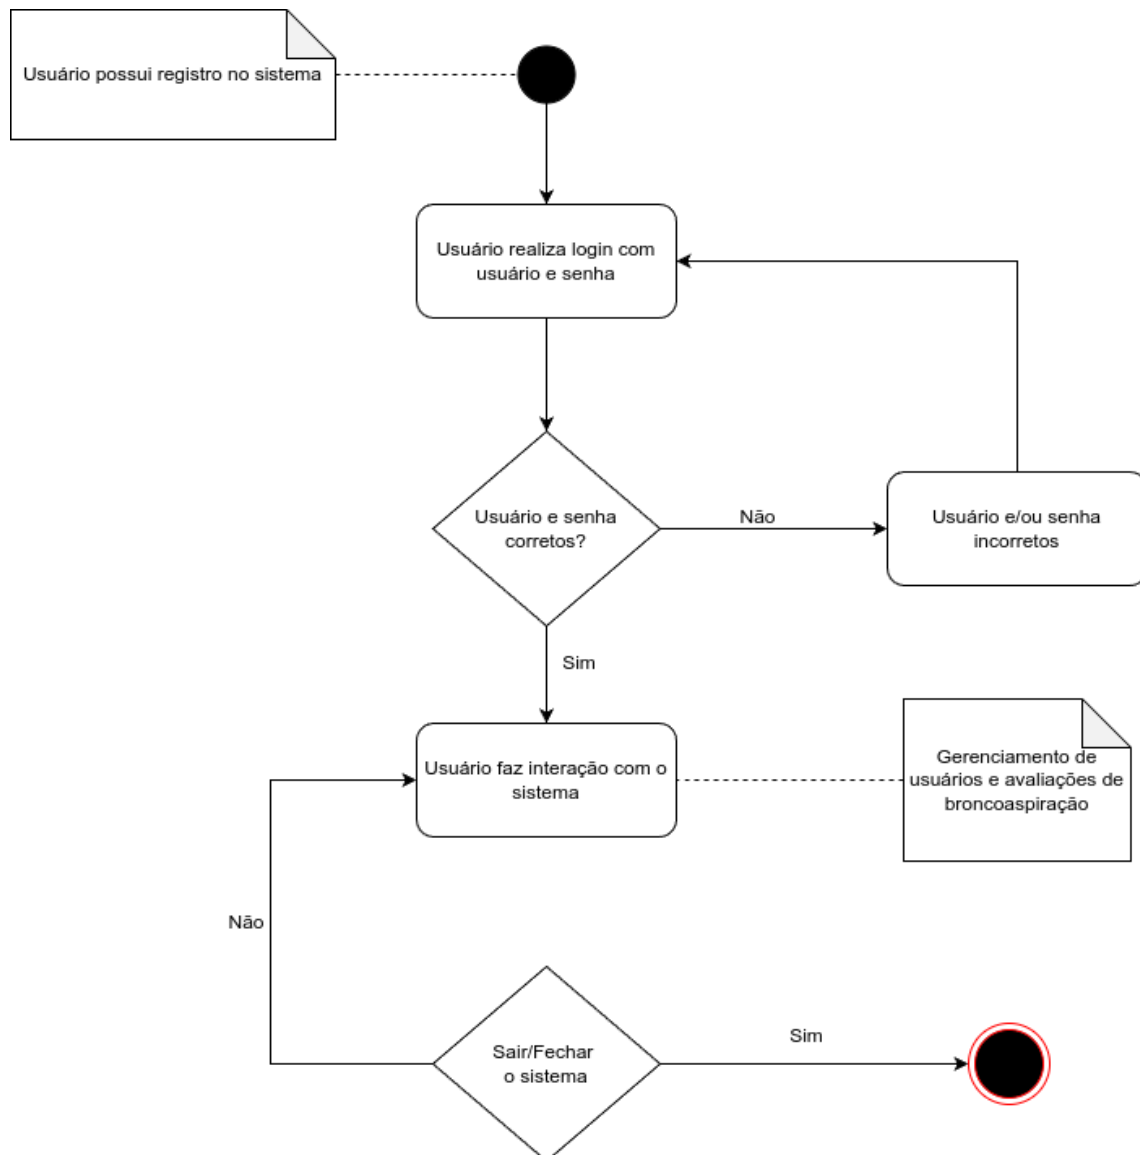 Usuário possui registro no sistema
Usuário realiza login com
usuário e senha
Usuário e senha
corretos?
Não
Usuário e/ou senha
incorretos
Sim
Usuário faz interação com o
sistema
Gerenciamento de
usuários e avaliações de
broncoaspiração
Não
Sair/Fechar
o sistema
Sim